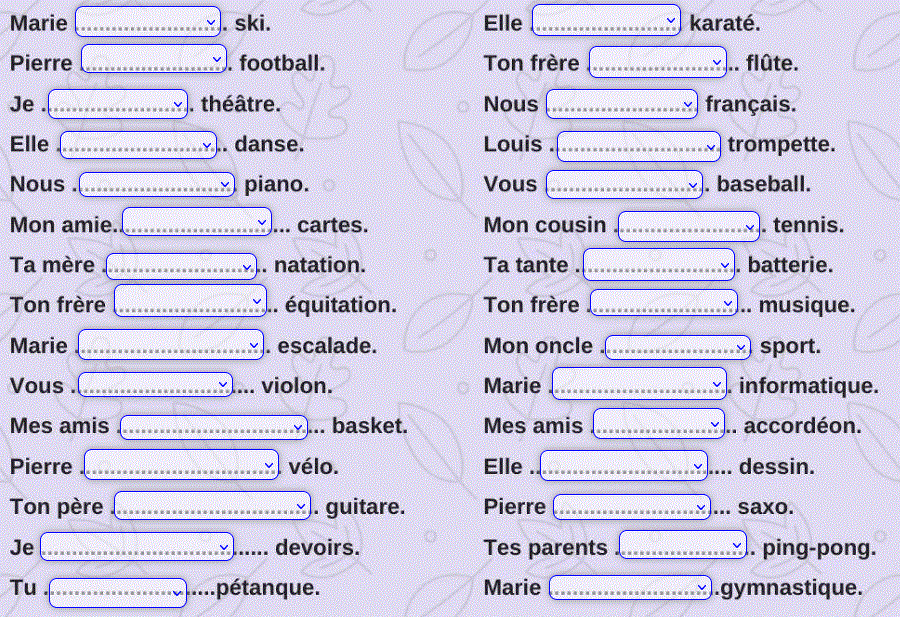 Marie .......................... ski.
Pierre .......................... football.
Je .......................... théâtre.
Elle .......................... danse.
Nous .......................... piano.
Mon amie.......................... cartes.
Ta mère .......................... natation.
Ton frère .......................... équitation.
Marie .......................... escalade.
Vous .......................... violon.
Mes amis .......................... basket.
Pierre .......................... vélo.
Ton père .......................... guitare.
Je .......................... devoirs.
Tu ..........................pétanque.
Elle .......................... karaté.
Ton frère .......................... flûte.
Nous .......................... français.
Louis .......................... trompette.
Vous .......................... baseball.
Mon cousin .......................... tennis.
Ta tante .......................... batterie.
Ton frère .......................... musique.
Mon oncle .......................... sport.
Marie .......................... informatique.
Mes amis .......................... accordéon.
Elle .......................... dessin.
Pierre .......................... saxo.
Tes parents .......................... ping-pong.
Marie ..........................gymnastique.